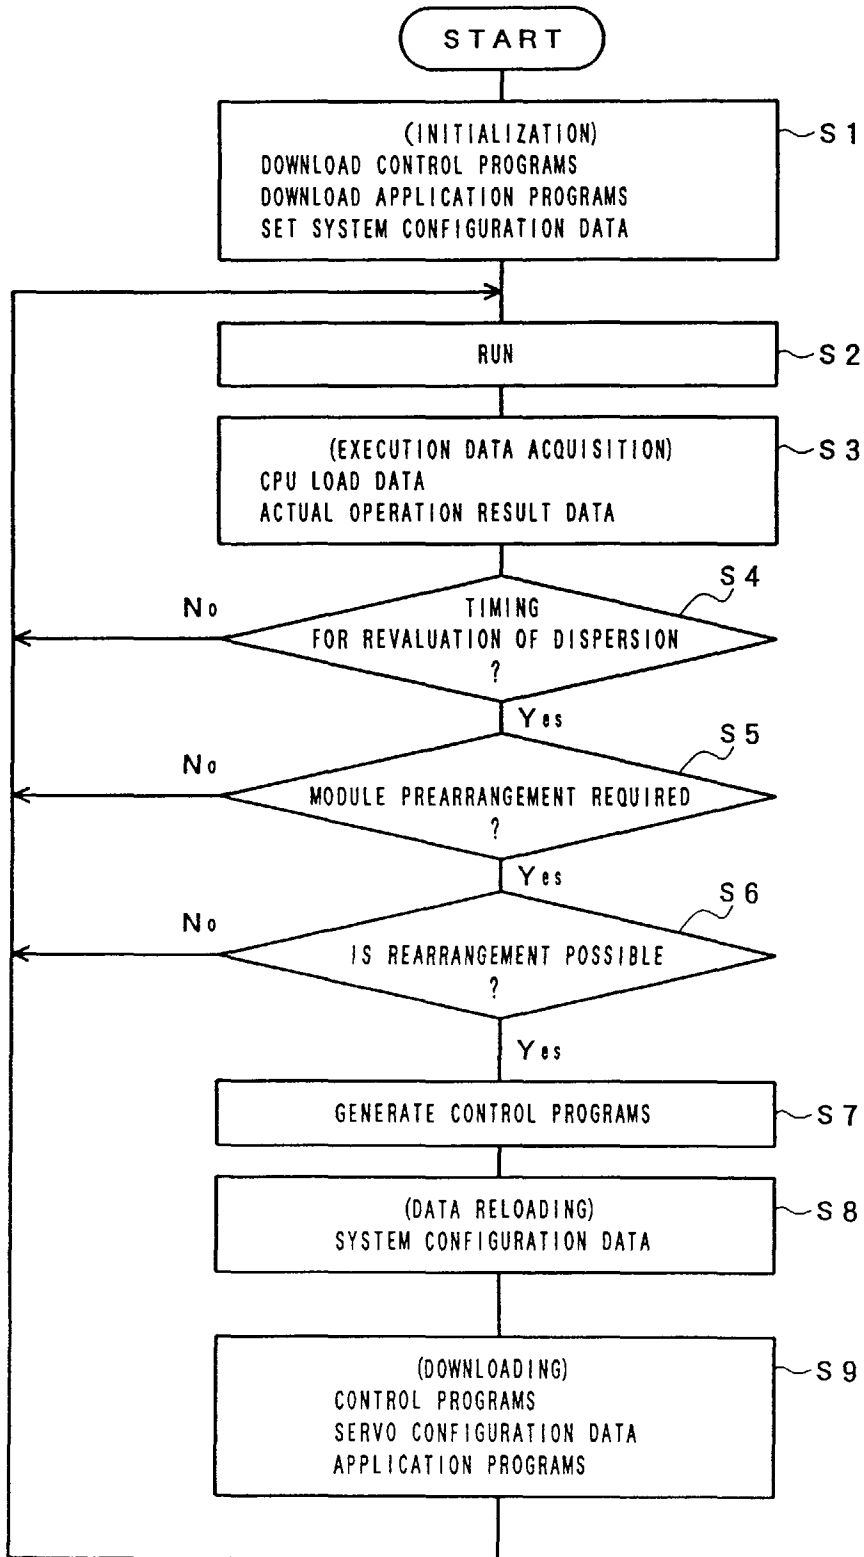 START
(INITIALIZATION)
S1
DOWNLOAD CONTROL PROGRAMS
DOWNLOAD APPLICATION PROGRAMS
SET SYSTEM CONFIGURATION DATA
RUN
S2
(EXECUTION DATA ACQUISITION)
S3
CPU LOAD DATA
ACTUAL OPERATION RESULT DATA
S4
No
TIMING
FOR REVALUATION OF DISPERSION
?
Yes
S5
No
MODULE PREARRANGEMENT REQUIRED
?
Yes
S6
No
IS REARRANGEMENT POSSIBLE
?
Yes
GENERATE CONTROL PROGRAMS
S7
(DATA RELOADING)
S8
SYSTEM CONFIGURATION DATA
(DOWNLOADING)
S9
CONTROL PROGRAMS
SERVO CONFIGURATION DATA
APPLICATION PROGRAMS